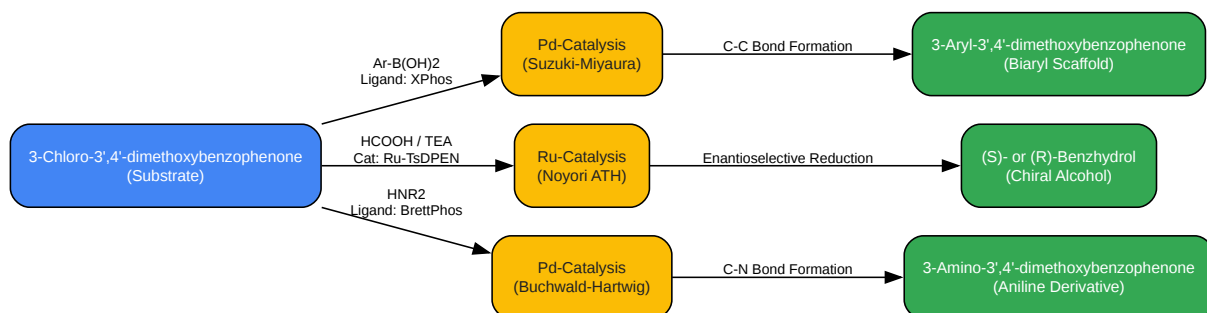 Ar-B(OH)2
Ligand: XPhos
Pd-Catalysis
(Suzuki-Miyaura)
C-C Bond Formation
3-Aryl-3',4'-dimethoxybenzophenone
(Biaryl Scaffold)
3-Chloro-3',4'-dimethoxybenzophenone
(Substrate)
HCOOH / TEA
Cat: Ru-TsDPEN
Ru-Catalysis
(Noyori ATH)
Enantioselective Reduction
(S)- or (R)-Benzhydrol
(Chiral Alcohol)
HNR2
Ligand: BrettPhos
Pd-Catalysis
(Buchwald-Hartwig)
C-N Bond Formation
3-Amino-3',4'-dimethoxybenzophenone
(Aniline Derivative)